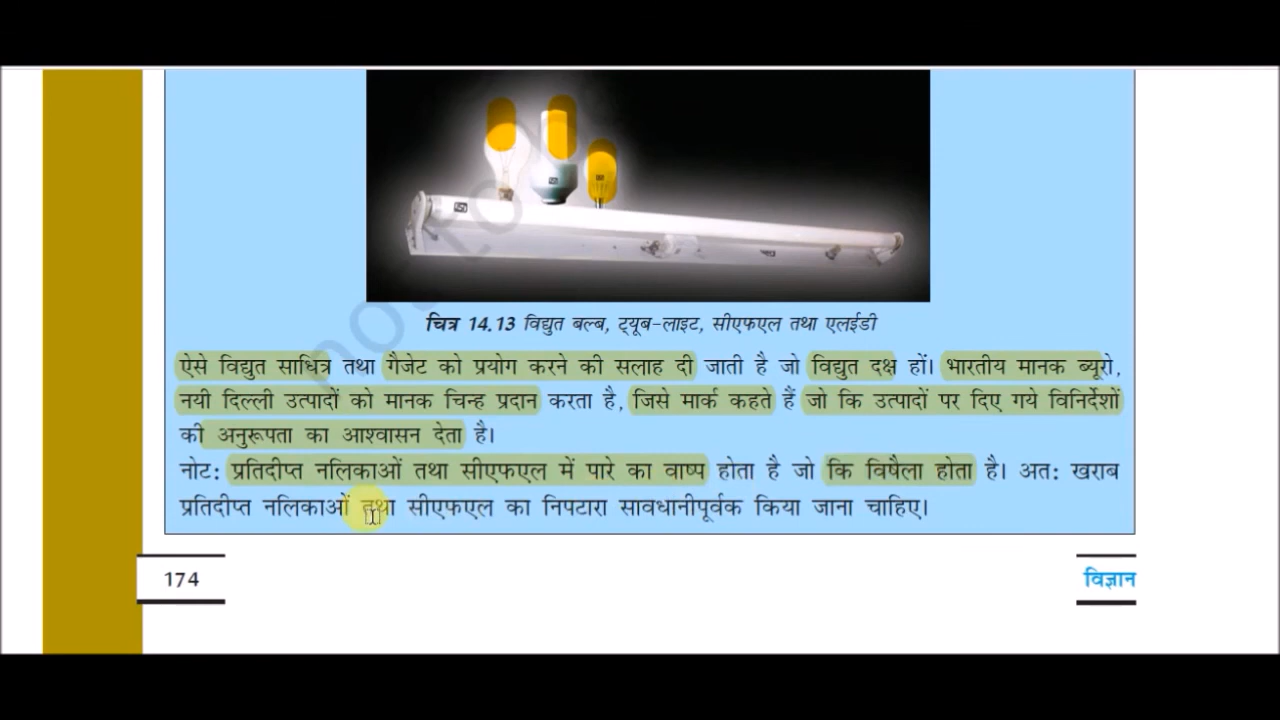 चित्र 14.13 विद्युत बल्ब, ट्यूब-लाइट, सीएफएल तथा एलईडी
ऐसे विद्युत साधित्र तथा गैजेट को प्रयोग करने की सलाह दी जाती है जो विद्युत दक्ष हों। भारतीय मानक ब्यूरो,
नयी दिल्ली उत्पादों को मानक चिन्ह प्रदान करता है, जिसे मार्क कहते हैं जो कि उत्पादों पर दिए गये विनिर्देशों
की अनुरूपता का आश्वासन देता है।
नोट: प्रतिदीप्त नलिकाओं तथा सीएफएल में पारे का वाष्प होता है जो कि विषैला होता है। अत: खराब
प्रतिदीप्त नलिकाओं तथा सीएफएल का निपटारा सावधानीपूर्वक किया जाना चाहिए।
174
विज्ञान